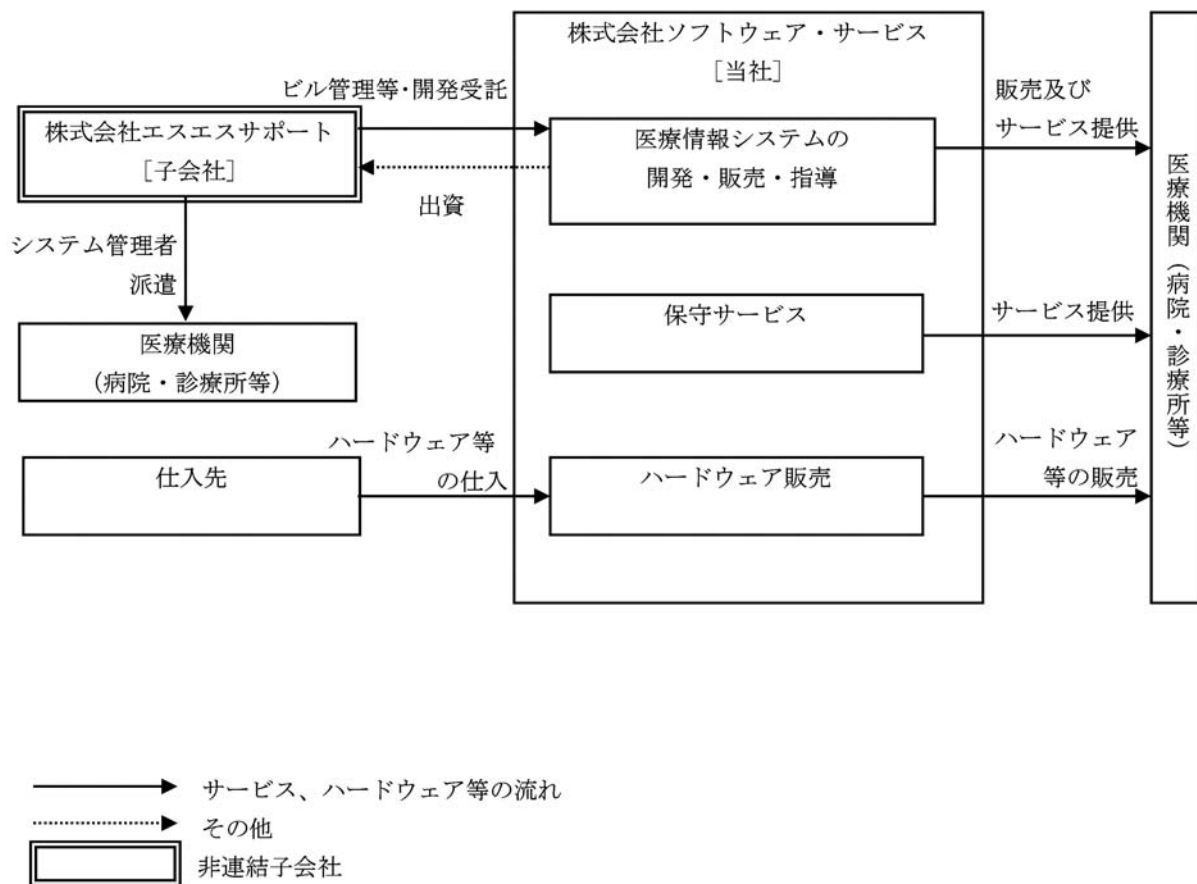 株式会社ソフトウェア・サービス
［当社］
ビル管理等・開発受託
販売及び
サービス提供
株式会社エスエスサポート
［子会社］
医療情報システムの
開発・販売・指導
出資
システム管理者
派遣
医療機関
（病院・診療所等）
保守サービス
サービス提供
医療機関（病院・診療所等）
ハードウェア等
の仕入
仕入先
ハードウェア販売
ハードウェア
等の販売
サービス、ハードウェア等の流れ
その他
非連結子会社